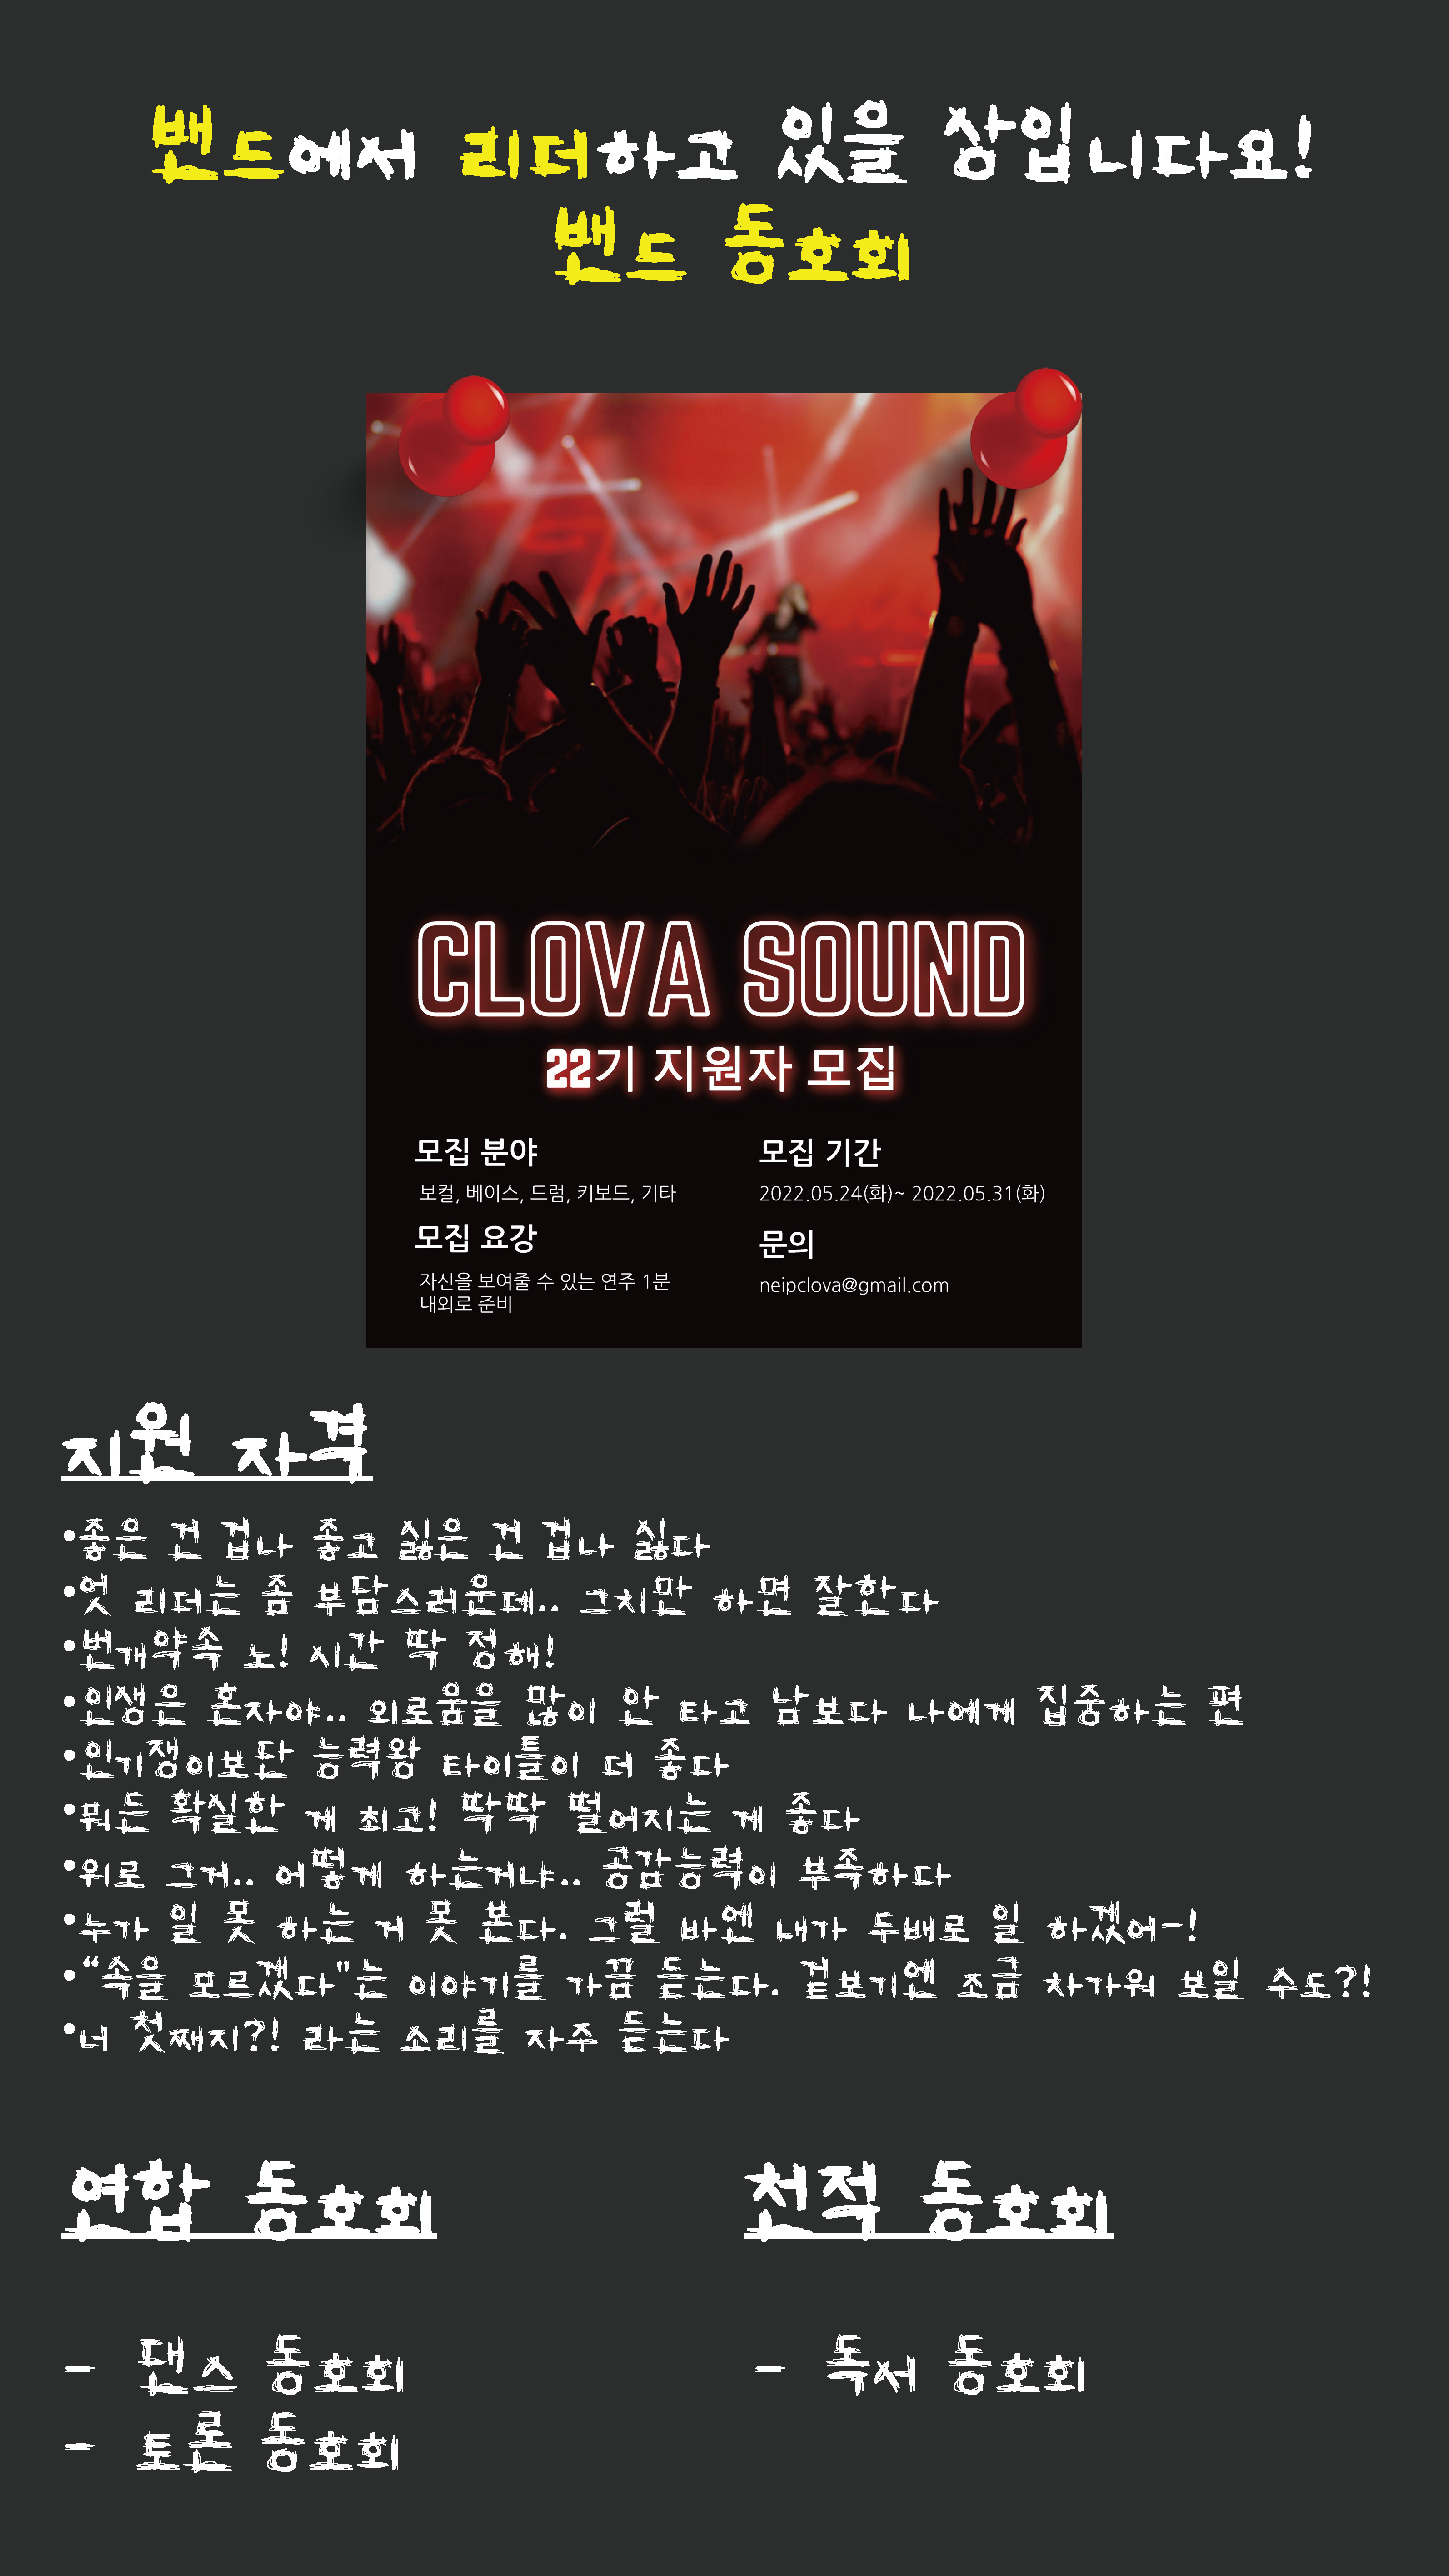 밴드에서 리더하고 있을 상입니다요!
밴드 동호회
CLOVA SOUND
22기 지원자 모집
모집 분야
보컬, 베이스, 드럼, 키보드, 기타
모집 요강
자신을 보여줄 수 있는 연주 1분
내외로 준비
모집 기간
2022.05.24(화)~ 2022.05.31(화)
문의
neipclova@gmail.com
지원 자격
•좋은 건 겁나 좋고 싫은 건 겁나 싫다
•엇 리더는 좀 부담스러운데.. 그치만 하면 잘한다
•번개약속 노! 시간 딱 정해!
•인생은 혼자야.. 외로움을 많이 안 타고 남보다 나에게 집중하는 편
•인기쟁이보단 능력왕 타이틀이 더 좋다
•뭐든 확실한 게 최고! 딱딱 떨어지는 게 좋다
•위로 그거.. 어떻게 하는거냐.. 공감능력이 부족하다
•누가 일 못 하는 거 못 본다. 그럴 바엔 내가 두배로 일 하겠어-!
•“속을 모르겠다"는 이야기를 가끔 듣는다. 겉보기엔 조금 차가워 보일 수도?!
•너 첫째지?! 라는 소리를 자주 듣는다
연합 동호회
- 댄스 동호회
- 토론 동호회
천적 동호회
- 독서 동호회